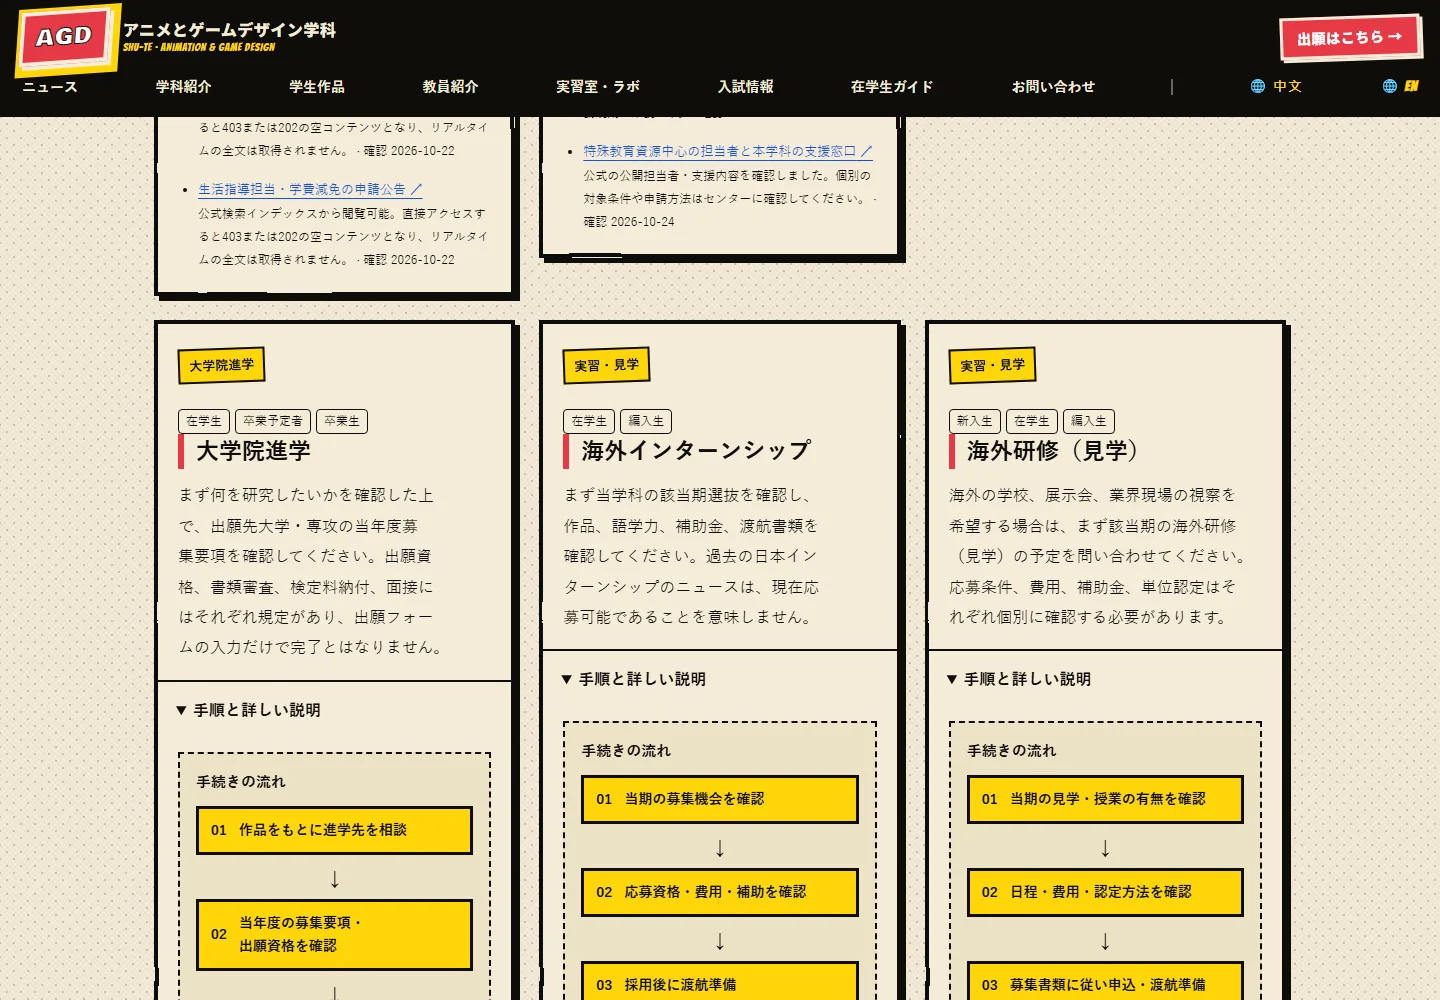 AGD
アニメとゲームデザイン学科
SHU-TE · ANIMATION & GAME DESIGN
出願はこちら →
ニュース
学科紹介
学生作品
教員紹介
実習室・ラボ
入試情報
在学生ガイド
お問い合わせ
中文
EN
ると403または202の空コンテンツとなり、リアルタイ
ムの全文は取得されません。 · 確認 2026-10-22
生活指導担当・学費減免の申請公告 ↗
公式検索インデックスから閲覧可能。直接アクセスす
ると403または202の空コンテンツとなり、リアルタイ
ムの全文は取得されません。 · 確認 2026-10-22
特殊教育資源中心の担当者と本学科の支援窓口 ↗
公式の公開担当者・支援内容を確認しました。個別の
対象条件や申請方法はセンターに確認してください。 ·
確認 2026-10-24
大学院進学
在学生
卒業予定者
卒業生
大学院進学
まず何を研究したいかを確認した上
で、出願先大学・専攻の当年度募
集要項を確認してください。出願資
格、書類審査、検定料納付、面接に
はそれぞれ規定があり、出願フォー
ムの入力だけで完了とはなりません。
▼ 手順と詳しい説明
手続きの流れ
01 作品をもとに進学先を相談
↓
02 当年度の募集要項・
出願資格を確認
実習・見学
在学生
編入生
海外インターンシップ
まず当学科の該当期選抜を確認し、
作品、語学力、補助金、渡航書類を
確認してください。過去の日本イン
ターンシップのニュースは、現在応
募可能であることを意味しません。
▼ 手順と詳しい説明
手続きの流れ
01 当期の募集機会を確認
↓
02 応募資格・費用・補助を確認
↓
03 採用後に渡航準備
実習・見学
新入生
在学生
編入生
海外研修（見学）
海外の学校、展示会、業界現場の視察を
希望する場合は、まず該当期の海外研修
（見学）の予定を問い合わせてください。
応募条件、費用、補助金、単位認定はそ
れぞれ個別に確認する必要があります。
▼ 手順と詳しい説明
手続きの流れ
01 当期の見学・授業の有無を確認
↓
02 日程・費用・認定方法を確認
↓
03 募集書類に従い申込・渡航準備